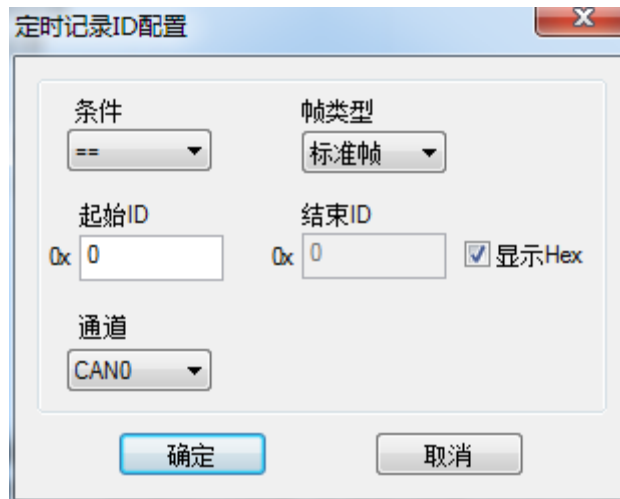 定时记录ID配置
条件 帧类型
== 标准帧
起始ID 结束ID
0x 0 0x 0 显示Hex
通道
CAN0
确定 取消